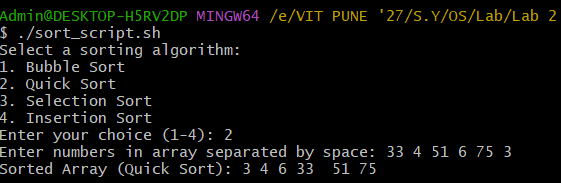 Admin@DESKTOP-H5RV2DP MINGW64 /e/VIT PUNE '27/S.Y/OS/Lab/Lab 2
$ ./sort_script.sh
Select a sorting algorithm:
1. Bubble Sort
2. Quick Sort
3. Selection Sort
4. Insertion Sort
Enter your choice (1-4): 2
Enter numbers in array separated by space: 33 4 51 6 75 3
Sorted Array (Quick Sort): 3 4 6 33  51 75